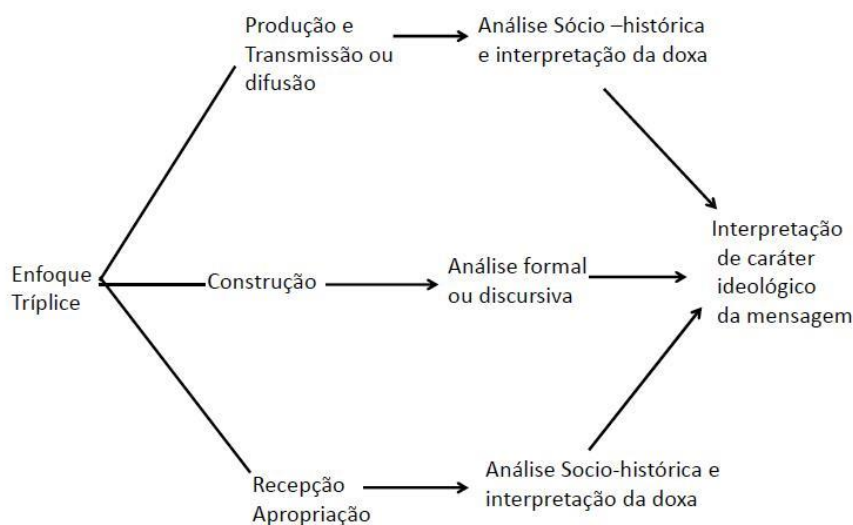 Produção e
Transmissão ou
difusão
Análise Sócio –histórica
e interpretação da doxa
Enfoque
Tríplice
Construção
Análise formal
ou discursiva
Interpretação
de caráter
ideológico
da mensagem
Recepção
Apropriação
Análise Socio-histórica e
interpretação da doxa